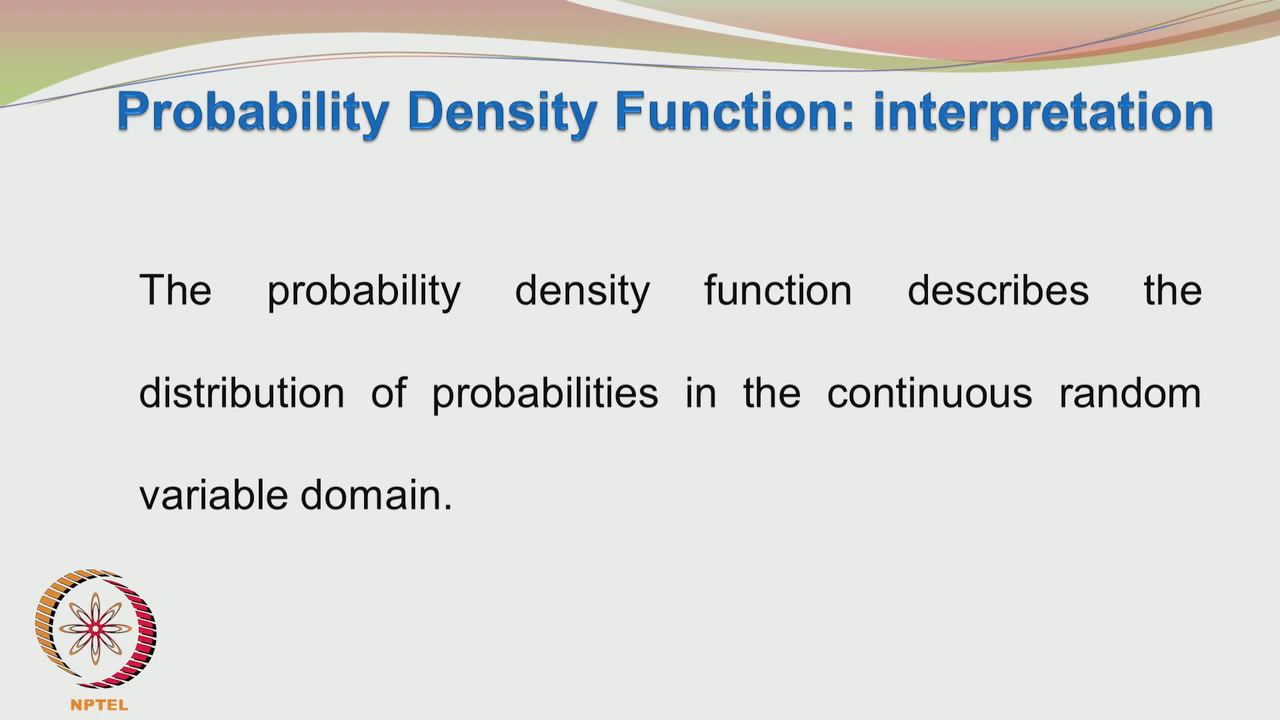 Probability Density Function: interpretation
The probability density function describes the
distribution of probabilities in the continuous random
variable domain.
NPTEL